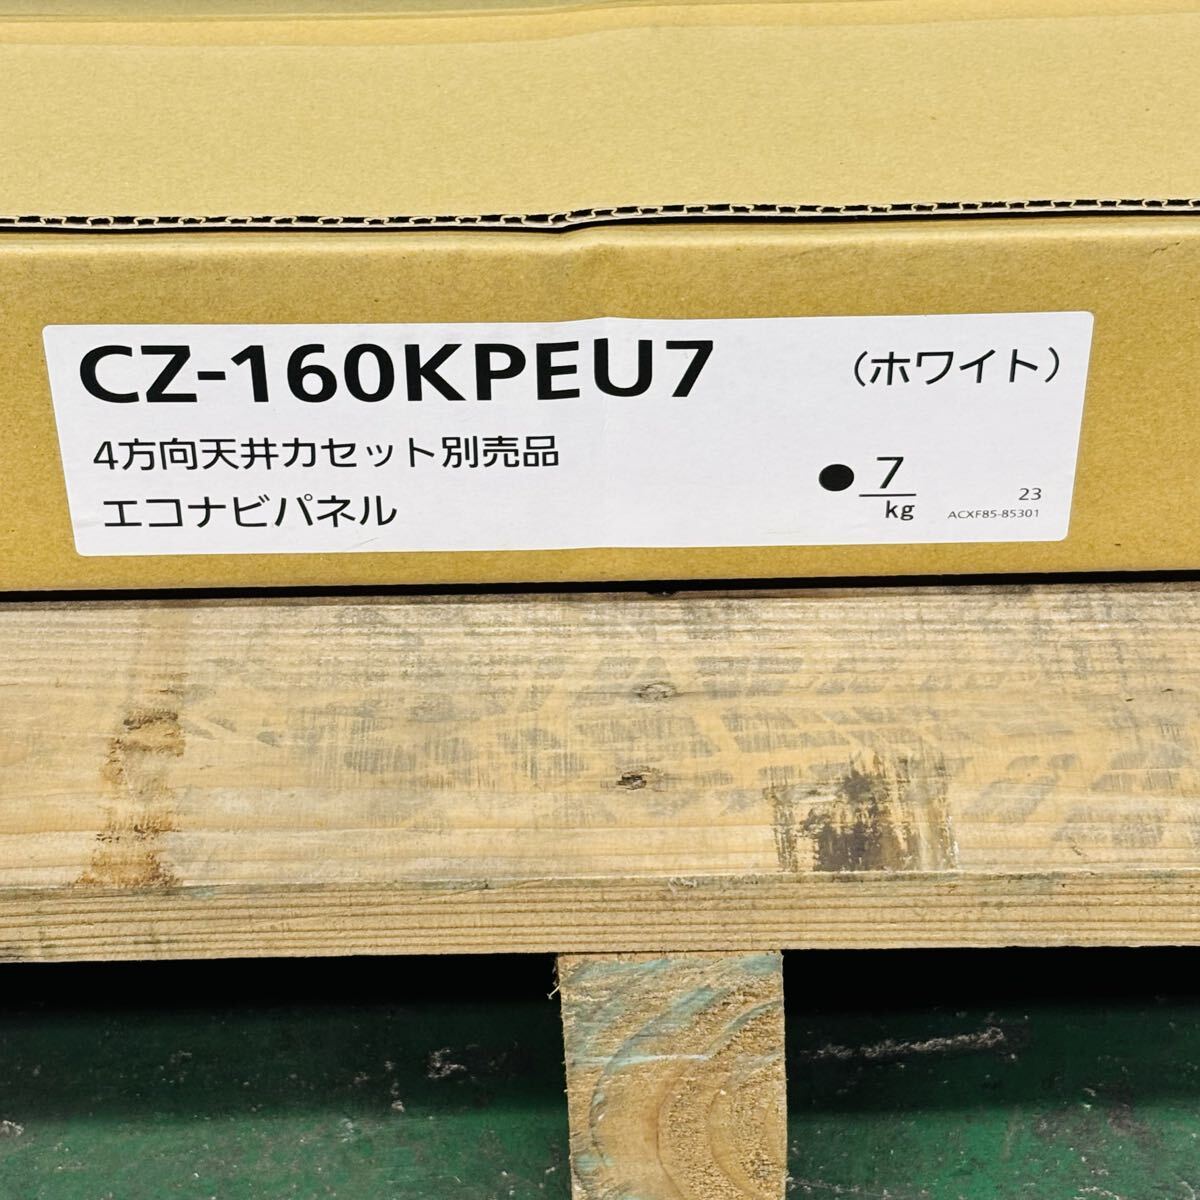 CZ-160KPEU7 （ホワイト）
4方向天井カセット別売品
エコナビパネル
●7
kg
23
ACXF85-85301